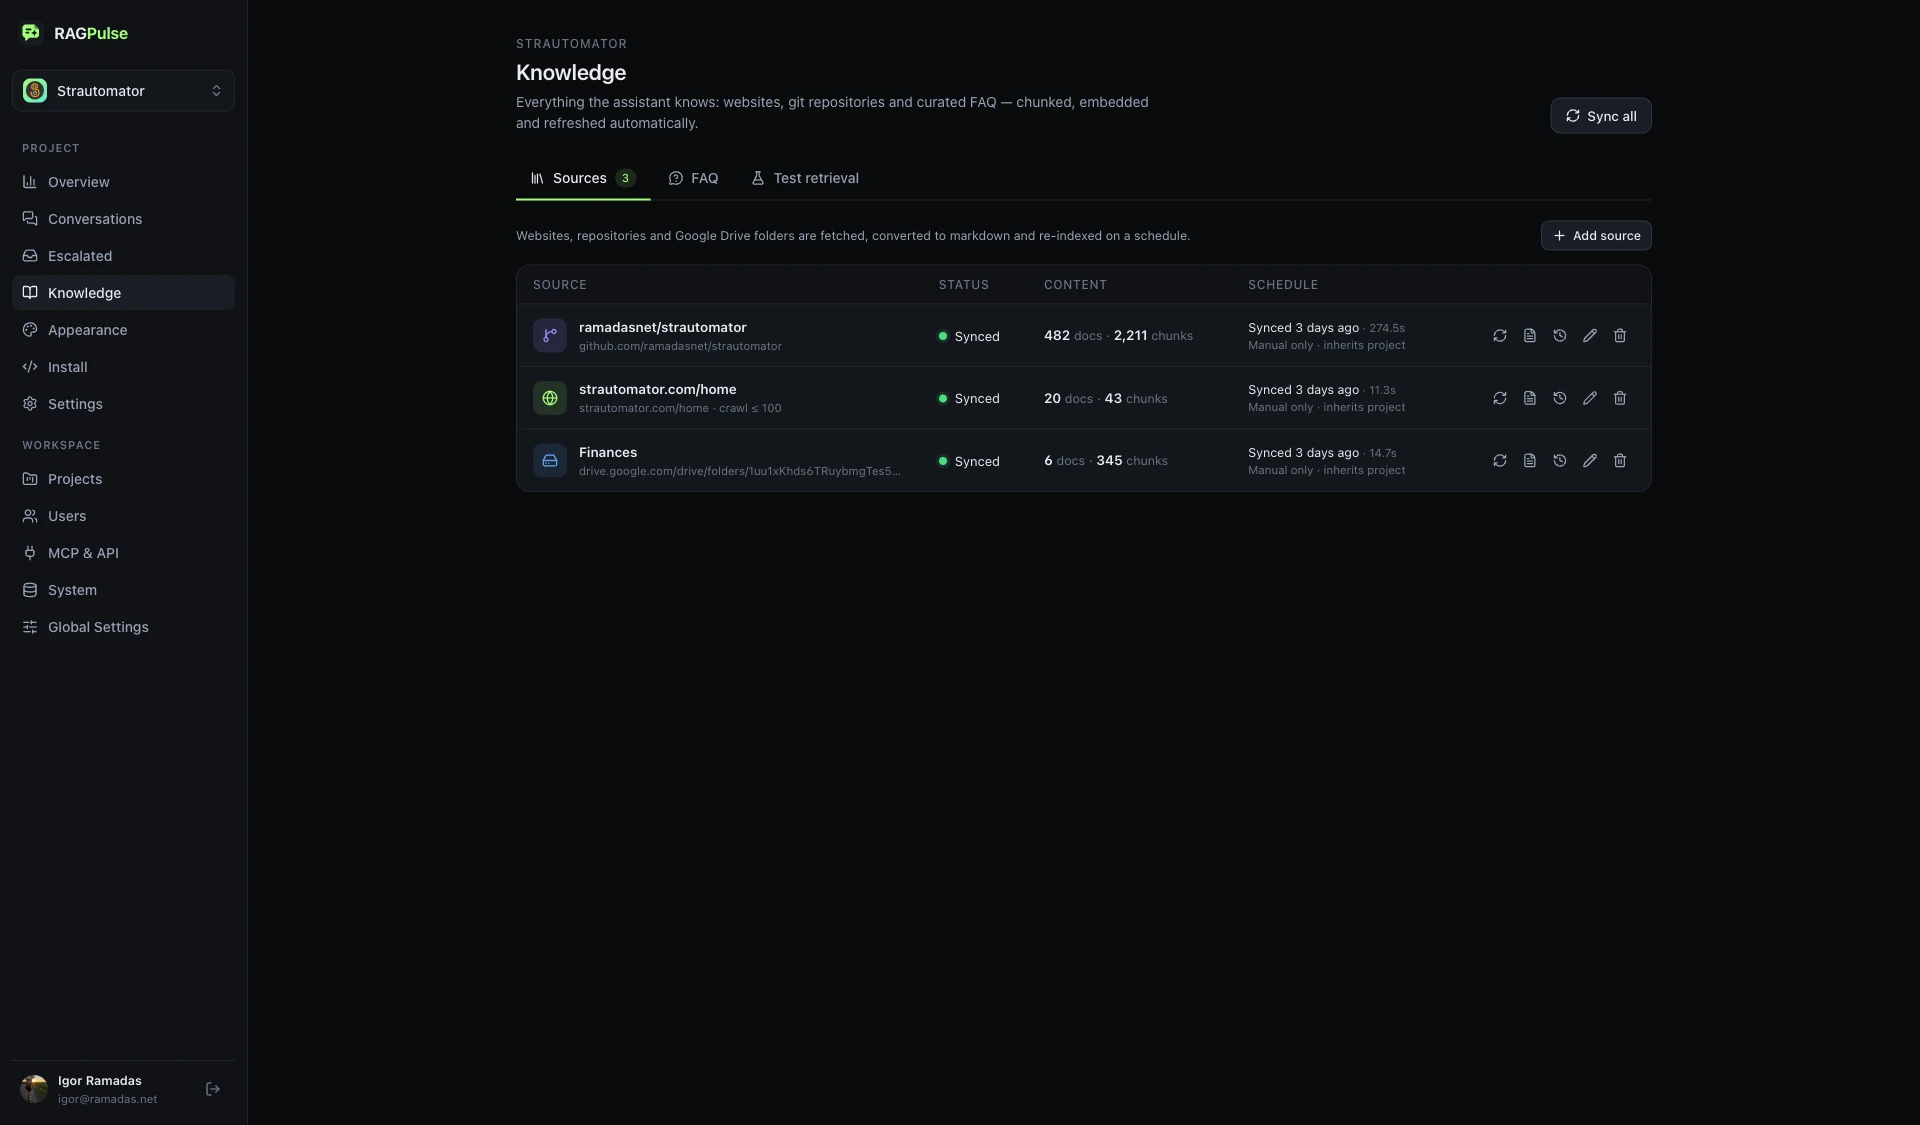 RAGPulse
Strautomator
PROJECT
Overview
Conversations
Escalated
Knowledge
Appearance
Install
Settings
WORKSPACE
Projects
Users
MCP & API
System
Global Settings
Igor Ramadas
igor@ramadas.net
STRAUTOMATOR
Knowledge
Everything the assistant knows: websites, git repositories and curated FAQ — chunked, embedded
and refreshed automatically.
Sync all
Sources 3 FAQ Test retrieval
Websites, repositories and Google Drive folders are fetched, converted to markdown and re-indexed on a schedule.
Add source
SOURCE STATUS CONTENT SCHEDULE
ramadasnet/strautomator
github.com/ramadasnet/strautomator
Synced
482 docs · 2,211 chunks
Synced 3 days ago · 274.5s
Manual only · inherits project
strautomator.com/home
strautomator.com/home · crawl ≤ 100
Synced
20 docs · 43 chunks
Synced 3 days ago · 11.3s
Manual only · inherits project
Finances
drive.google.com/drive/folders/1uu1xKhds6TRuybmgTes5...
Synced
6 docs · 345 chunks
Synced 3 days ago · 14.7s
Manual only · inherits project